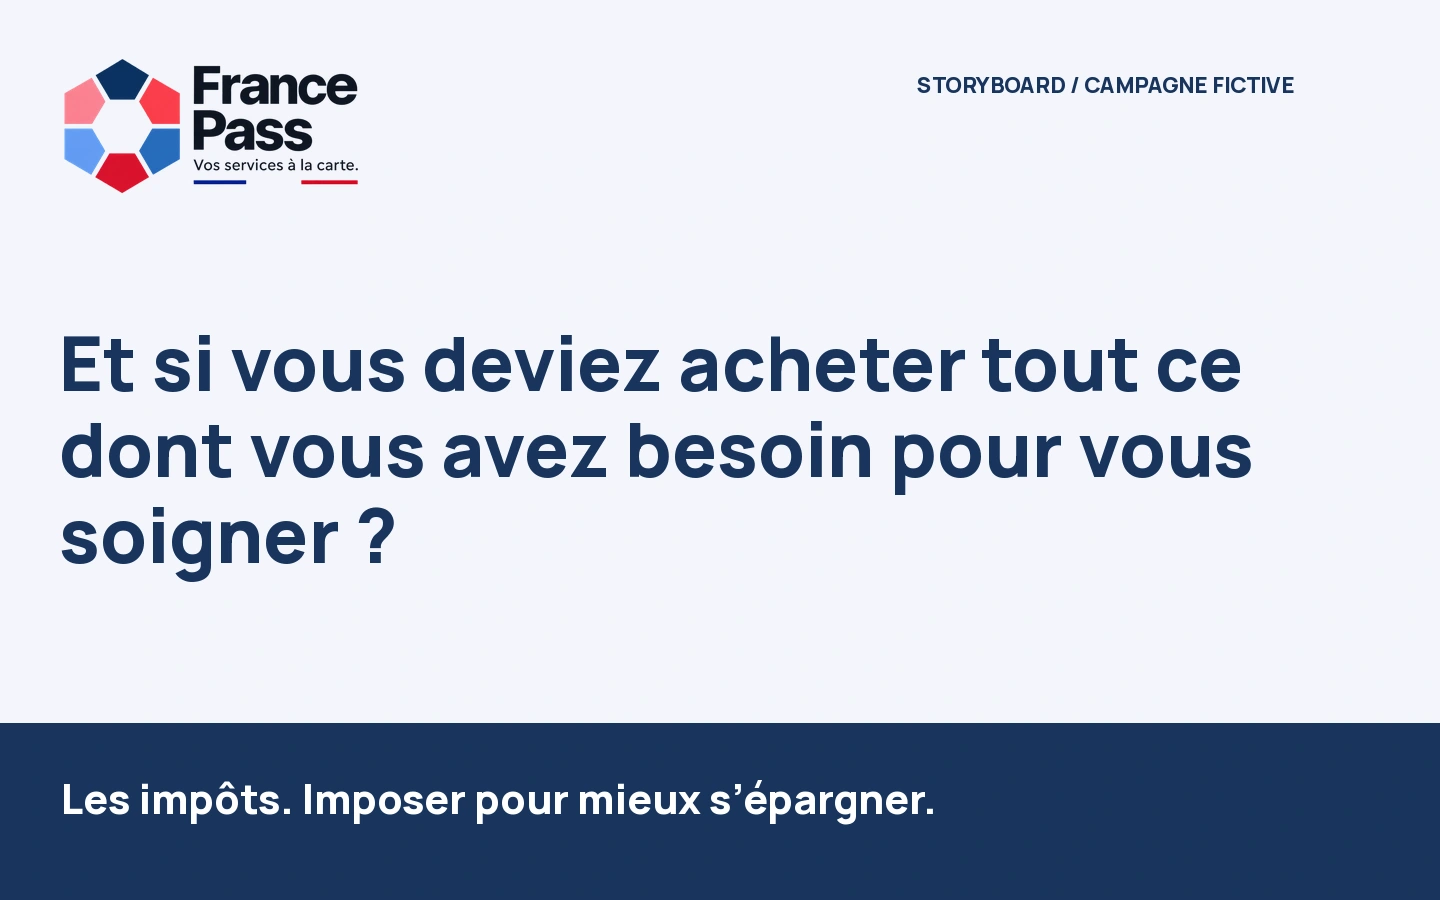 France
Pass
Vos services à la carte.
STORYBOARD / CAMPAGNE FICTIVE
Et si vous deviez acheter tout ce
dont vous avez besoin pour vous
soigner ?
Les impôts. Imposer pour mieux s’épargner.